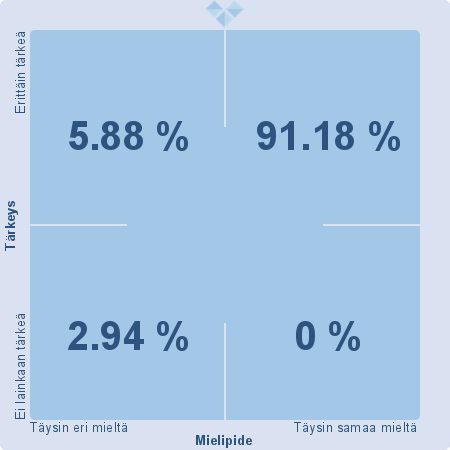 Erittäin tärkeä
5.88 %
91.18 %
Tärkeys
Ei lainkaan tärkeä
2.94 %
0 %
Täysin eri mieltä
Täysin samaa mieltä
Mielipide